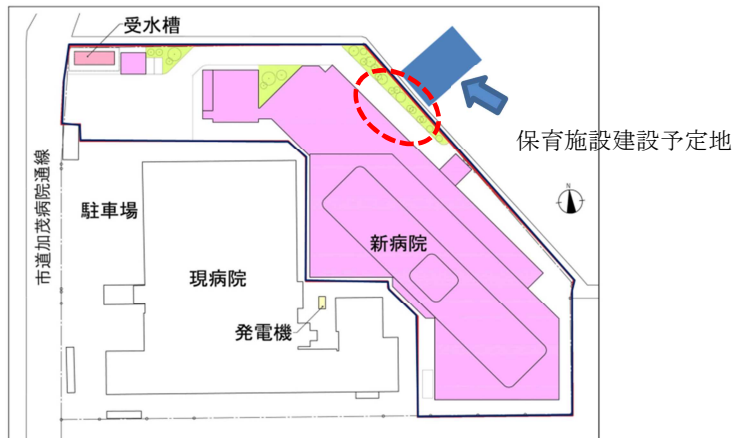 受水槽
保育施設建設予定地
N
市道加茂病院通線
駐車場
新病院
現病院
発電機